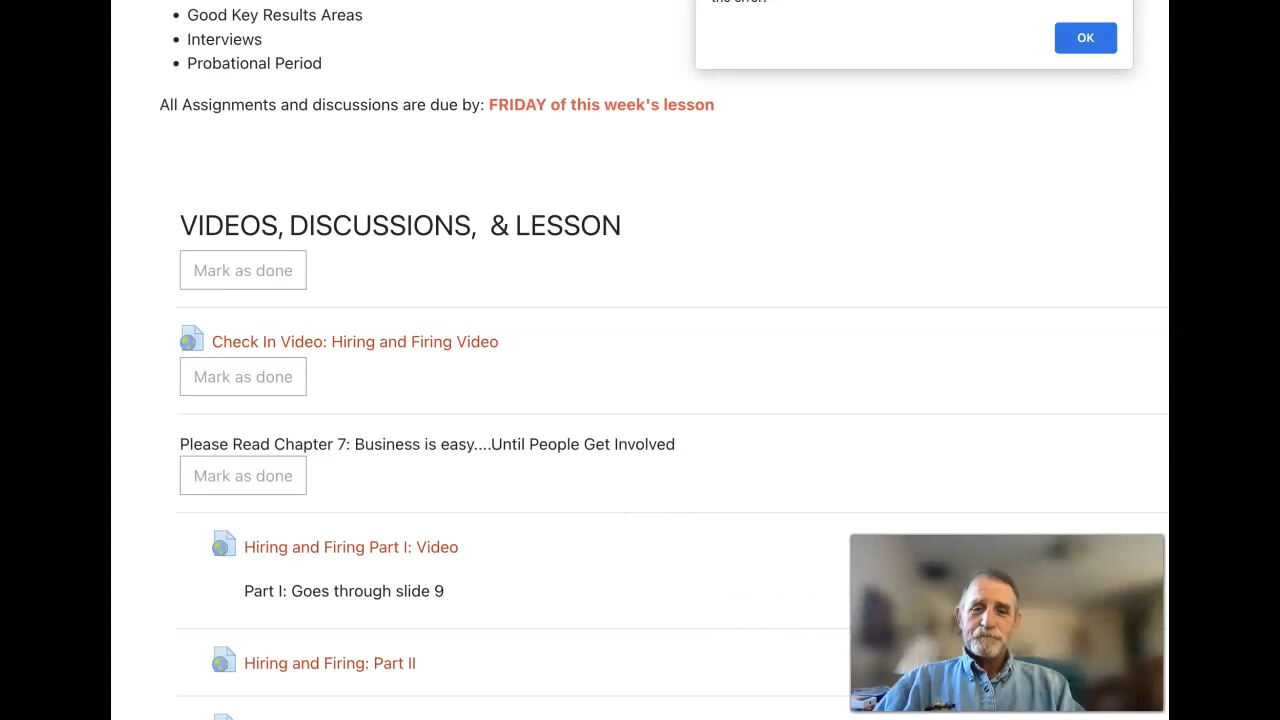 Good Key Results Areas
Interviews
Probational Period
OK
All Assignments and discussions are due by: FRIDAY of this week's lesson
VIDEOS, DISCUSSIONS, & LESSON
Mark as done
Check In Video: Hiring and Firing Video
Mark as done
Please Read Chapter 7: Business is easy....Until People Get Involved
Mark as done
Hiring and Firing Part I: Video
Part I: Goes through slide 9
Hiring and Firing: Part II